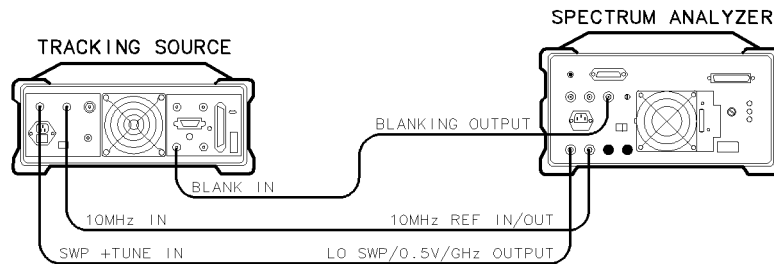 SPECTRUM ANALYZER
TRACKING SOURCE
BLANKING OUTPUT
BLANK IN
10MHz IN
10MHz REF IN/OUT
SWP +TUNE IN
LO SWP/0.5V/GHz OUTPUT